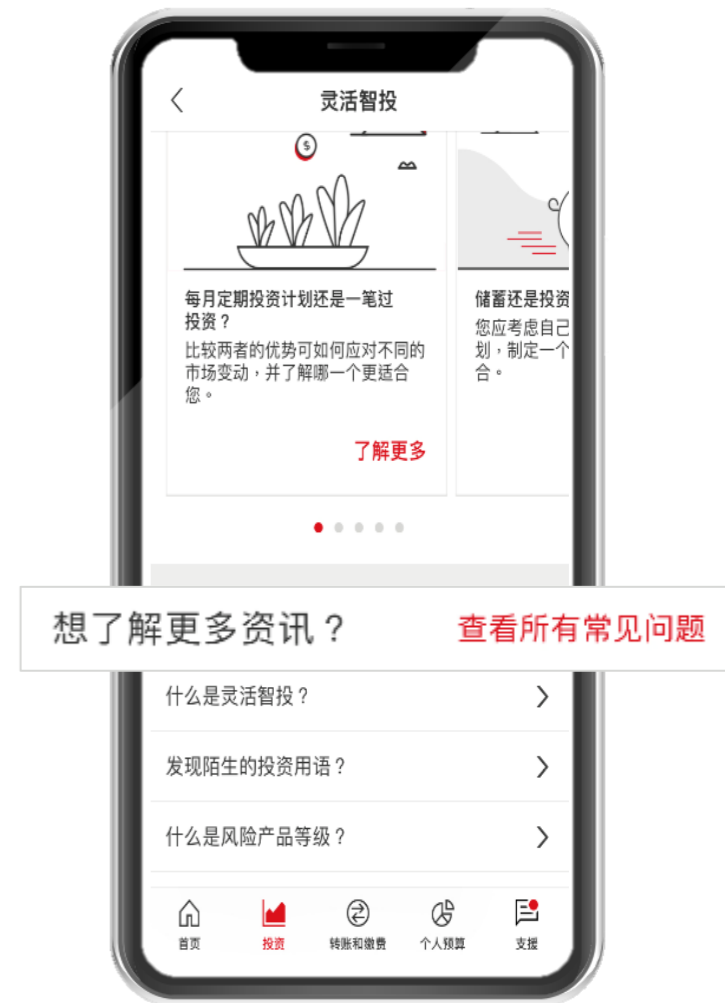 灵活智投
$
每月定期投资计划还是一笔过
投资？
比较两者的优势可如何应对不同的
市场变动，并了解哪一个更适合
您。
了解更多
储蓄还是投资
您应考虑自己
划，制定一个
合。
想了解更多资讯？
查看所有常见问题
什么是灵活智投？
发现陌生的投资用语？
什么是风险产品等级？
首页
投资
转账和缴费
个人预算
支援